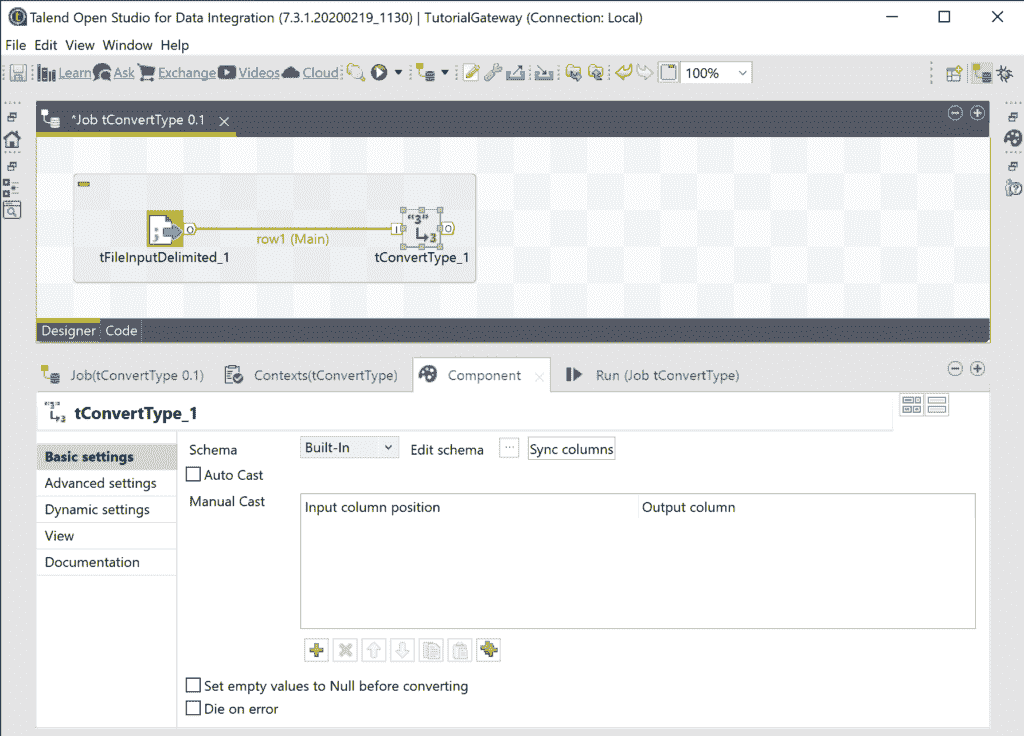 Talend Open Studio for Data Integration (7.3.1.20200219_1130) | TutorialGateway (Connection: Local)
File Edit View Window Help
Learn Ask Exchange Videos Cloud 100%
*Job tConvertType 0.1
"3"
3
row1 (Main)
tFileInputDelimited_1 tConvertType_1
Designer Code
Job(tConvertType 0.1) Contexts(tConvertType) Component Run (Job tConvertType)
tConvertType_1
Basic settings
Advanced settings
Dynamic settings
View
Documentation
Schema Built-In Edit schema ... Sync columns
Auto Cast
Manual Cast
Input column position Output column
Set empty values to Null before converting
Die on error